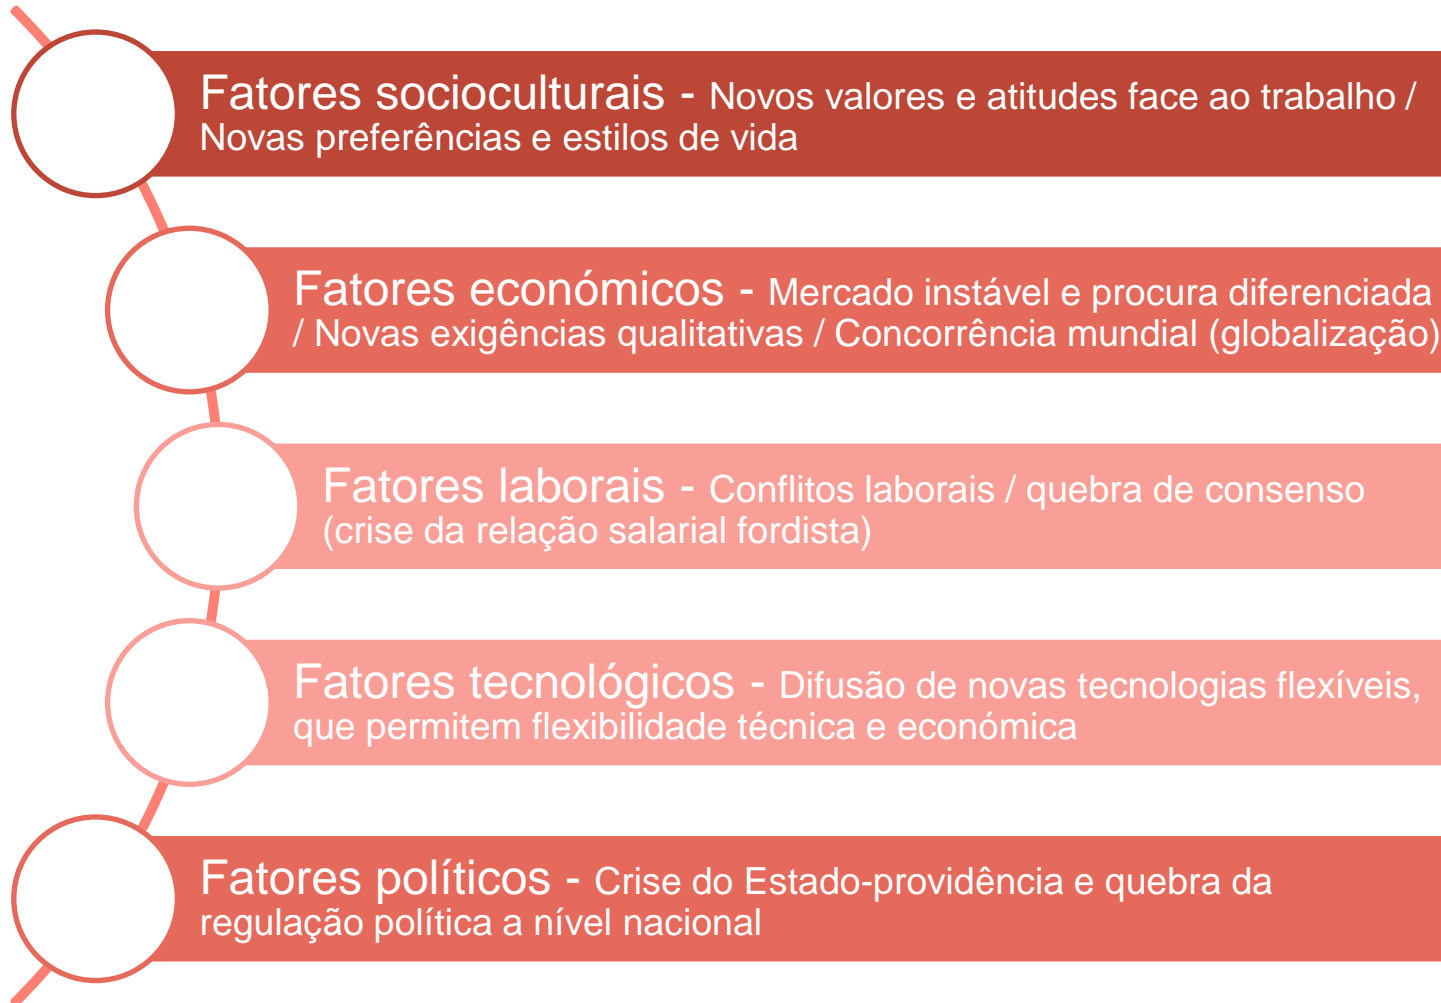 Fatores socioculturais - Novos valores e atitudes face ao trabalho /
Novas preferências e estilos de vida
Fatores económicos - Mercado instável e procura diferenciada
/ Novas exigências qualitativas / Concorrência mundial (globalização)
Fatores laborais - Conflitos laborais / quebra de consenso
(crise da relação salarial fordista)
Fatores tecnológicos - Difusão de novas tecnologias flexíveis,
que permitem flexibilidade técnica e económica
Fatores políticos - Crise do Estado-providência e quebra da
regulação política a nível nacional